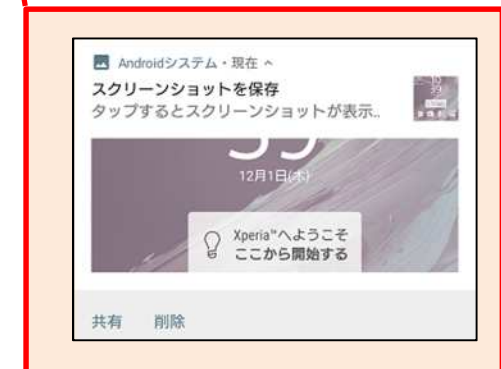 Androidシステム・現在 ^
スクリーンショットを保存
タップするとスクリーンショットが表示..
12月1日(木)
Xperia™へようこそ
ここから開始する
共有 削除